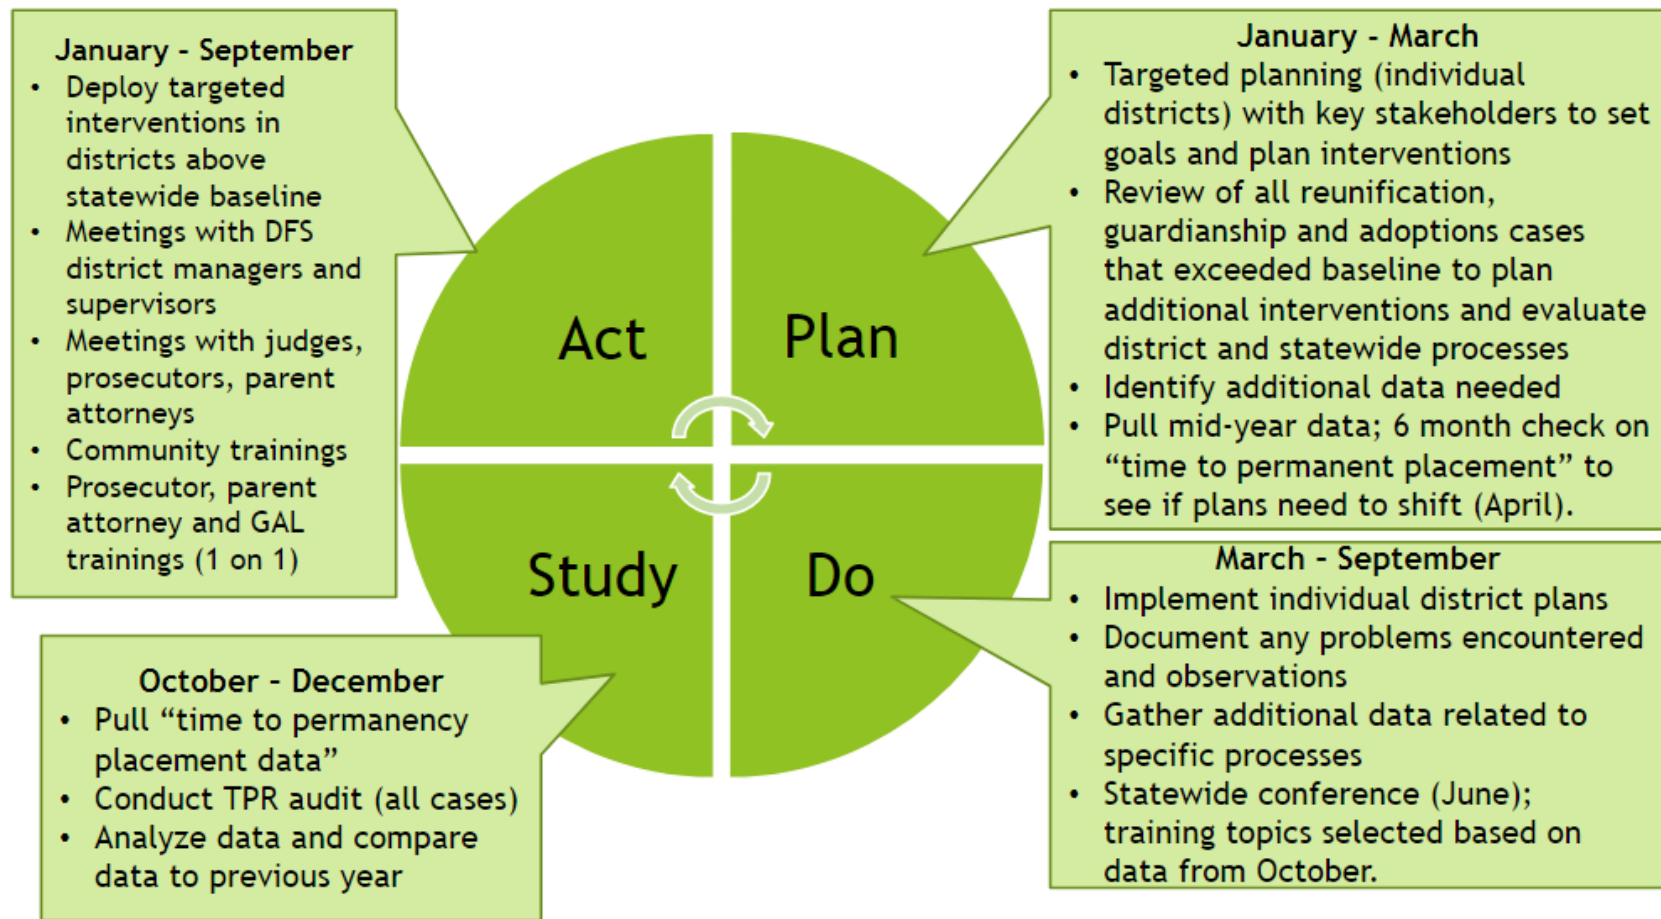 January - September
• Deploy targeted
interventions in
districts above
statewide baseline
• Meetings with DFS
district managers and
supervisors
• Meetings with judges,
prosecutors, parent
attorneys
• Community trainings
• Prosecutor, parent
attorney and GAL
trainings (1 on 1)
January - March
• Targeted planning (individual
districts) with key stakeholders to set
goals and plan interventions
• Review of all reunification,
guardianship and adoptions cases
that exceeded baseline to plan
additional interventions and evaluate
district and statewide processes
• Identify additional data needed
• Pull mid-year data; 6 month check on
“time to permanent placement” to
see if plans need to shift (April).
Act
Plan
Study
Do
October - December
• Pull “time to permanency
placement data”
• Conduct TPR audit (all cases)
• Analyze data and compare
data to previous year
March - September
• Implement individual district plans
• Document any problems encountered
and observations
• Gather additional data related to
specific processes
• Statewide conference (June);
training topics selected based on
data from October.